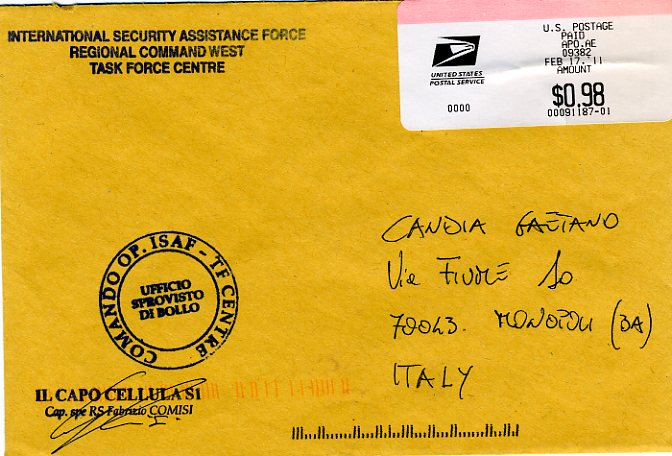 INTERNATIONAL SECURITY ASSISTANCE FORCE
REGIONAL COMMAND WEST
TASK FORCE CENTRE
UNITED STATES
POSTAL SERVICE
0000
U.S. POSTAGE
PAID
APO.AE
09382
FEB 17.'11
AMOUNT
$0.98
00091187-01
CANDIA GAETANO
Via FIUME 10
70043 MONOPOLI (BA)
ITALY
COMANDO OP. ISAF - TF CENTRE
UFFICIO
SPROVISTO
DI BOLLO
IL CAPO CELLULA S1
Cap. spe RS Fabrizio COMISI